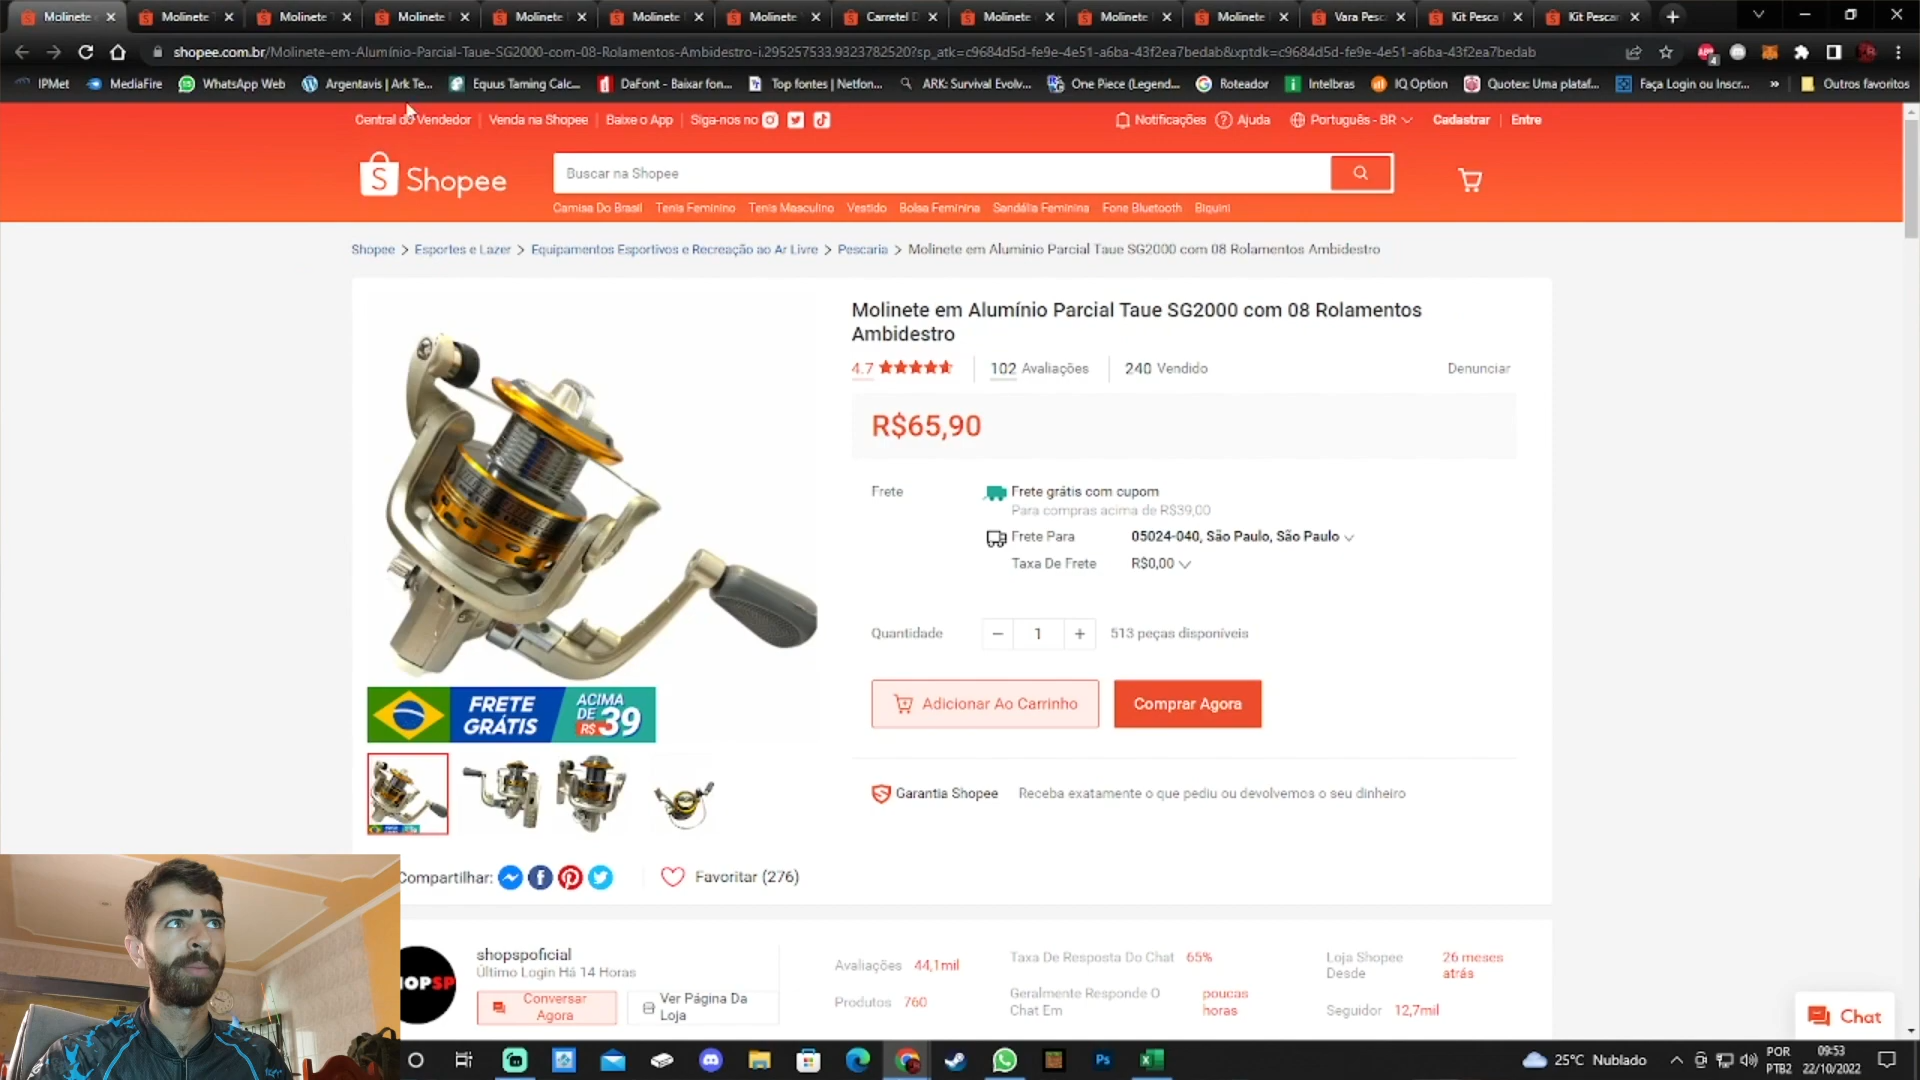 Molinete
Molinete
Molinete
Molinete
Molinete
Molinete
Molinete
Carretel D
Molinete
Molinete
Molinete
Vara Pesc
Kit Pesca
Kit Pescar
shopee.com.br/Molinete-em-Alumínio-Parcial-Taue-SG2000-com-08-Rolamentos-Ambidestro-i.295257533.9323782520?sp_atk=c9684d5d-fe9e-4e51-a6ba-43f2ea7bedab&xptdk=c9684d5d-fe9e-4e51-a6ba-43f2ea7bedab
IPMet MediaFire WhatsApp Web Argentavis | Ark Te... Equus Taming Calc... DaFont - Baixar fon... Top fontes | Netfon... ARK: Survival Evolv... One Piece (Legend... Roteador Intelbras IQ Option Quotex: Uma plataf... Faça Login ou Inscr... » Outros favoritos
Central do Vendedor | Venda na Shopee | Baixe o App | Siga-nos no
Notificações Ajuda Português - BR Cadastrar | Entre
Shopee
Buscar na Shopee
Camisa Do Brasil Tenis Feminino Tenis Masculino Vestido Bolsa Feminina Sandália Feminina Fone Bluetooth Biquini
Shopee > Esportes e Lazer > Equipamentos Esportivos e Recreação ao Ar Livre > Pescaria > Molinete em Alumínio Parcial Taue SG2000 com 08 Rolamentos Ambidestro
Molinete em Alumínio Parcial Taue SG2000 com 08 Rolamentos
Ambidestro
4.7 102 Avaliações 240 Vendido Denunciar
R$65,90
Frete
Frete grátis com cupom
Para compras acima de R$39,00
Frete Para 05024-040, São Paulo, São Paulo
Taxa De Frete R$0,00
Quantidade − 1 + 513 peças disponíveis
Adicionar Ao Carrinho Comprar Agora
FRETE GRÁTIS
ACIMA DE R$ 39
Garantia Shopee Receba exatamente o que pediu ou devolvemos o seu dinheiro
Compartilhar: Favoritar (276)
OPSP
shopspoficial
Último Login Há 14 Horas
Conversar Agora
Ver Página Da Loja
Avaliações 44,1mil
Produtos 760
Taxa De Resposta Do Chat 65%
Geralmente Responde O Chat Em poucas horas
Loja Shopee Desde 26 meses atrás
Seguidor 12,7mil
Chat
25°C Nublado
POR
PTB2
09:53
22/10/2022